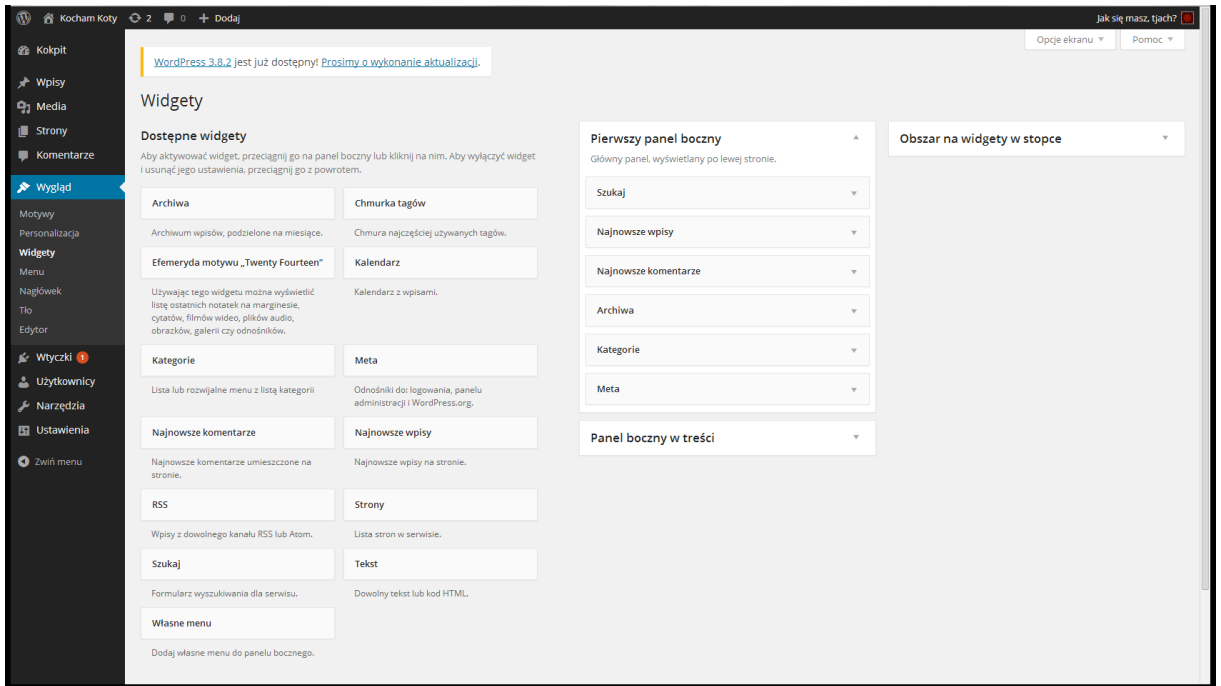 Kocham Koty 2 0 + Dodaj
Jak się masz, tjach?
Opcje ekranu
Pomoc
Kokpit
Wpisy
Media
Strony
Komentarze
Wygląd
Motywy
Personalizacja
Widgety
Menu
Nagłówek
Tło
Edytor
Wtyczki 1
Użytkownicy
Narzędzia
Ustawienia
Zwiń menu
WordPress 3.8.2 jest już dostępny! Prosimy o wykonanie aktualizacji.
Widgety
Dostępne widgety
Aby aktywować widget, przeciągnij go na panel boczny lub kliknij na nim. Aby wyłączyć widget
i usunąć jego ustawienia, przeciągnij go z powrotem.
Archiwa
Archiwum wpisów, podzielone na miesiące.
Chmurka tagów
Chmura najczęściej używanych tagów.
Efemeryda motywu „Twenty Fourteen”
Używając tego widgetu można wyświetlić
listę ostatnich notatek na marginesie,
cytatów, filmów wideo, plików audio,
obrazków, galerii czy odnośników.
Kalendarz
Kalendarz z wpisami.
Kategorie
Lista lub rozwijalne menu z listą kategorii
Meta
Odnośniki do: logowania, panelu
administracji i WordPress.org.
Najnowsze komentarze
Najnowsze komentarze umieszczone na
stronie.
Najnowsze wpisy
Najnowsze wpisy na stronie.
RSS
Wpisy z dowolnego kanału RSS lub Atom.
Strony
Lista stron w serwisie.
Szukaj
Formularz wyszukiwania dla serwisu.
Tekst
Dowolny tekst lub kod HTML.
Własne menu
Dodaj własne menu do panelu bocznego.
Pierwszy panel boczny
Główny panel, wyświetlany po lewej stronie.
Szukaj
Najnowsze wpisy
Najnowsze komentarze
Archiwa
Kategorie
Meta
Panel boczny w treści
Obszar na widgety w stopce